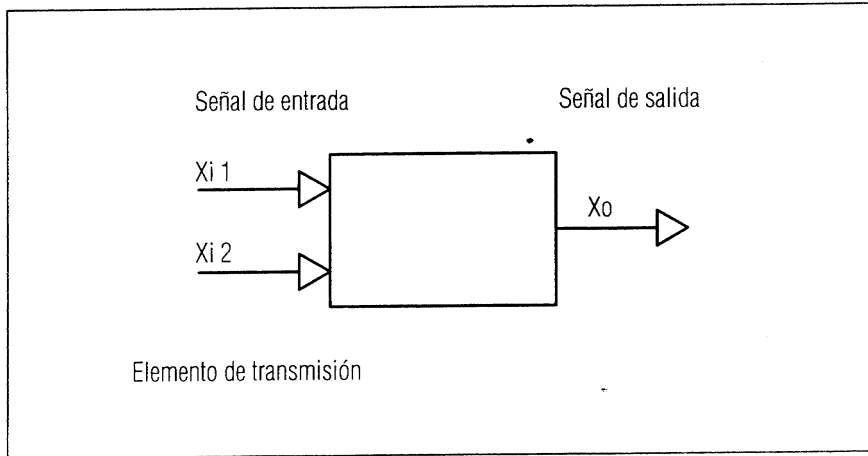 Señal de entrada
Señal de salida
Xi 1
Xo
Xi 2
Elemento de transmisión